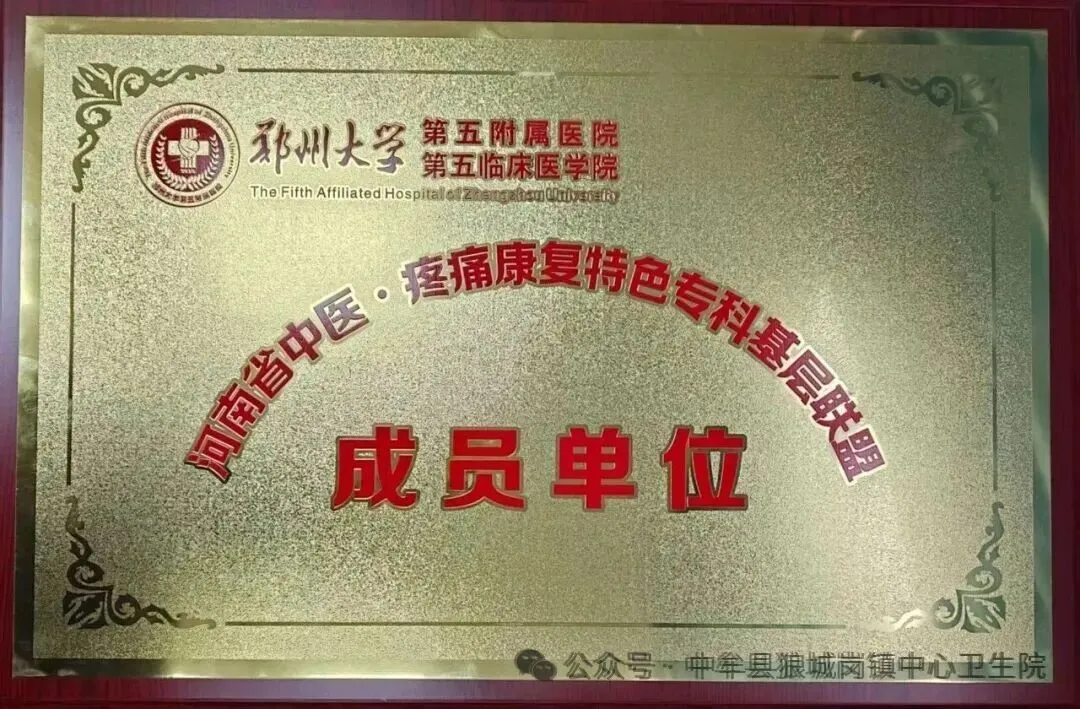 郑州大学 第五附属医院
第五临床医学院
The Fifth Affiliated Hospital of Zhengzhou University
河南省中医·疼痛康复特色专科基层联盟
成员单位
公众号·中牟县狼城岗镇中心卫生院